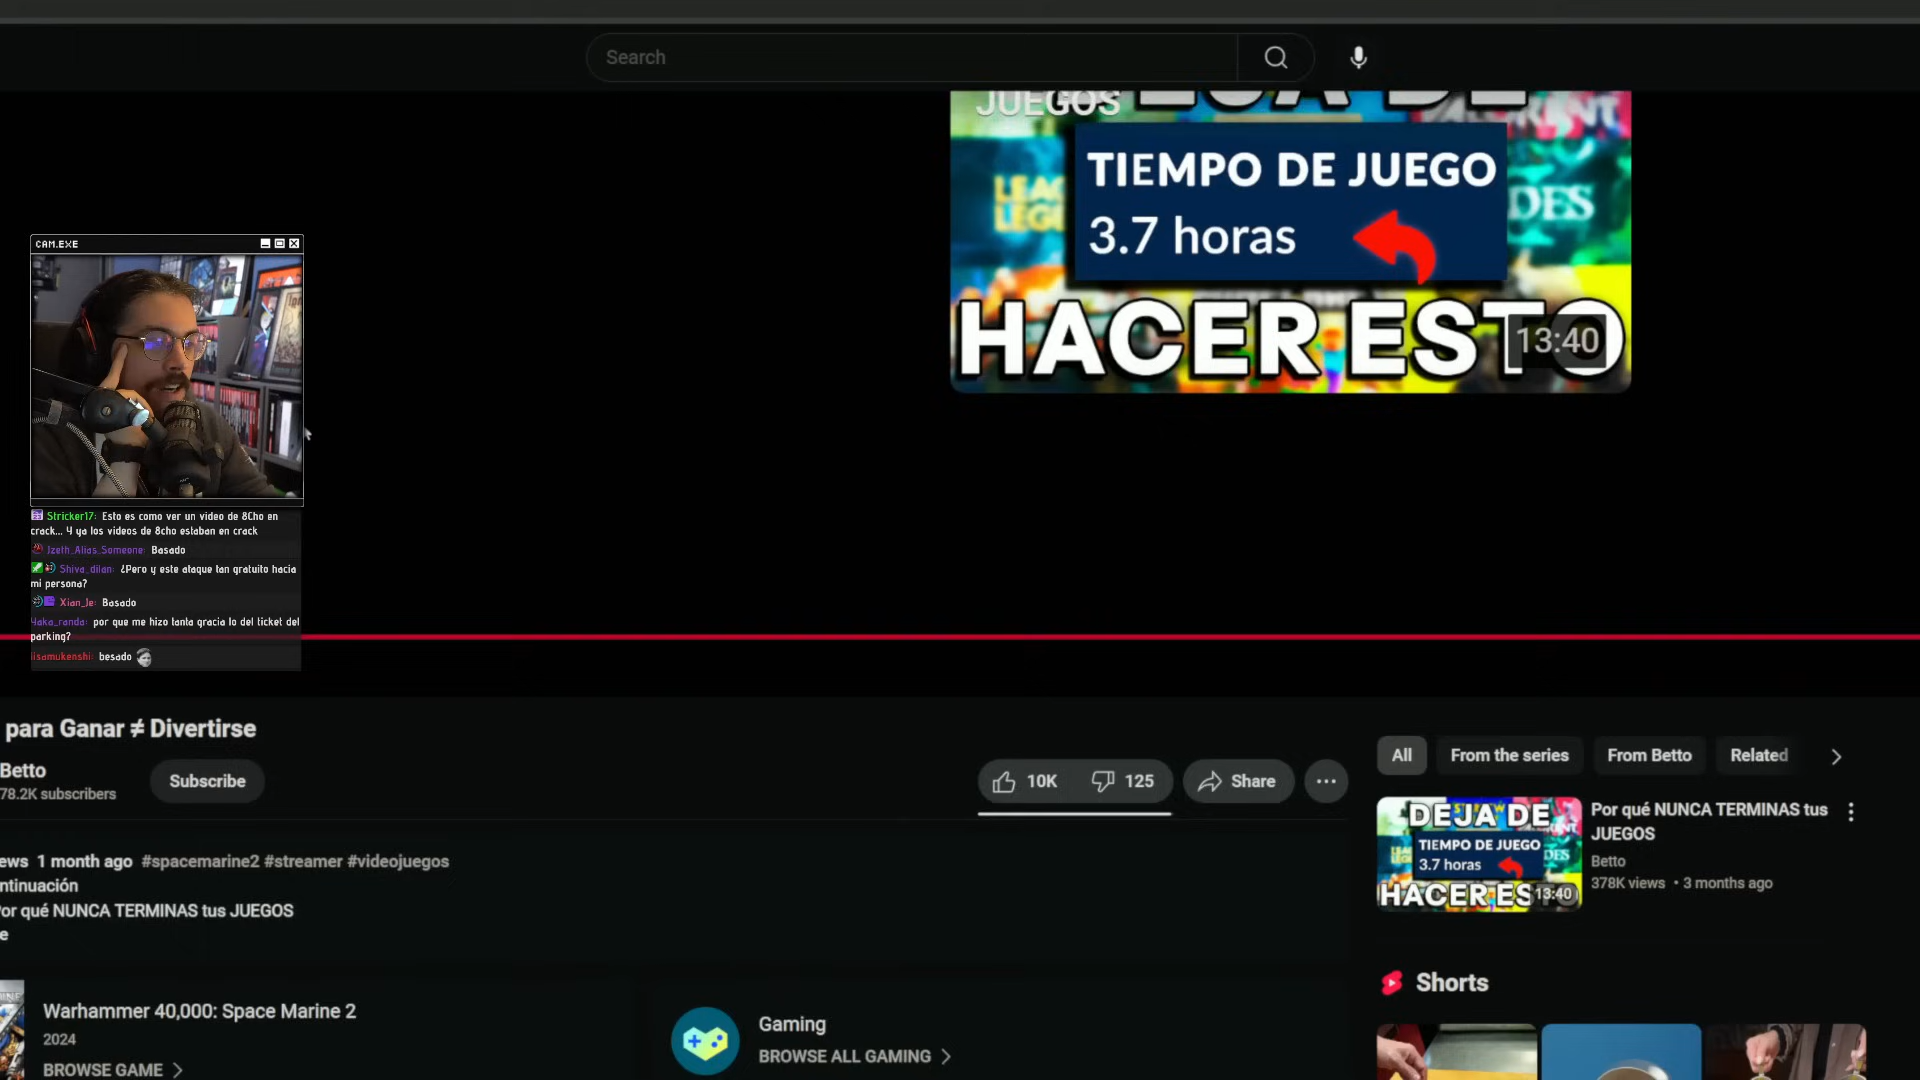 Search
JUEGOS
TIEMPO DE JUEGO
3.7 horas
HACER ESTO
13:40
CAM.EXE
Stricker17: Esto es como ver un video de 8Cho en
crack... Y ya los videos de 8cho estaban en crack
Jzeth_Alias_Someone: Basado
Shiva_dilan: ¿Pero y este ataque tan gratuito hacia
mi persona?
Xian_le: Basado
Yaka_randa: por que me hizo tanta gracia lo del ticket del
parking?
iisamukenshi: besado
para Ganar ≠ Divertirse
Betto
78.2K subscribers
Subscribe
10K
125
Share
All
From the series
From Betto
Related
DEJA DE
TIEMPO DE JUEGO
3.7 horas
HACER ES
13:40
Por qué NUNCA TERMINAS tus
JUEGOS
Betto
378K views • 3 months ago
ews 1 month ago #spacemarine2 #streamer #videojuegos
ntinuación
Por qué NUNCA TERMINAS tus JUEGOS
e
Shorts
Warhammer 40,000: Space Marine 2
2024
BROWSE GAME
Gaming
BROWSE ALL GAMING